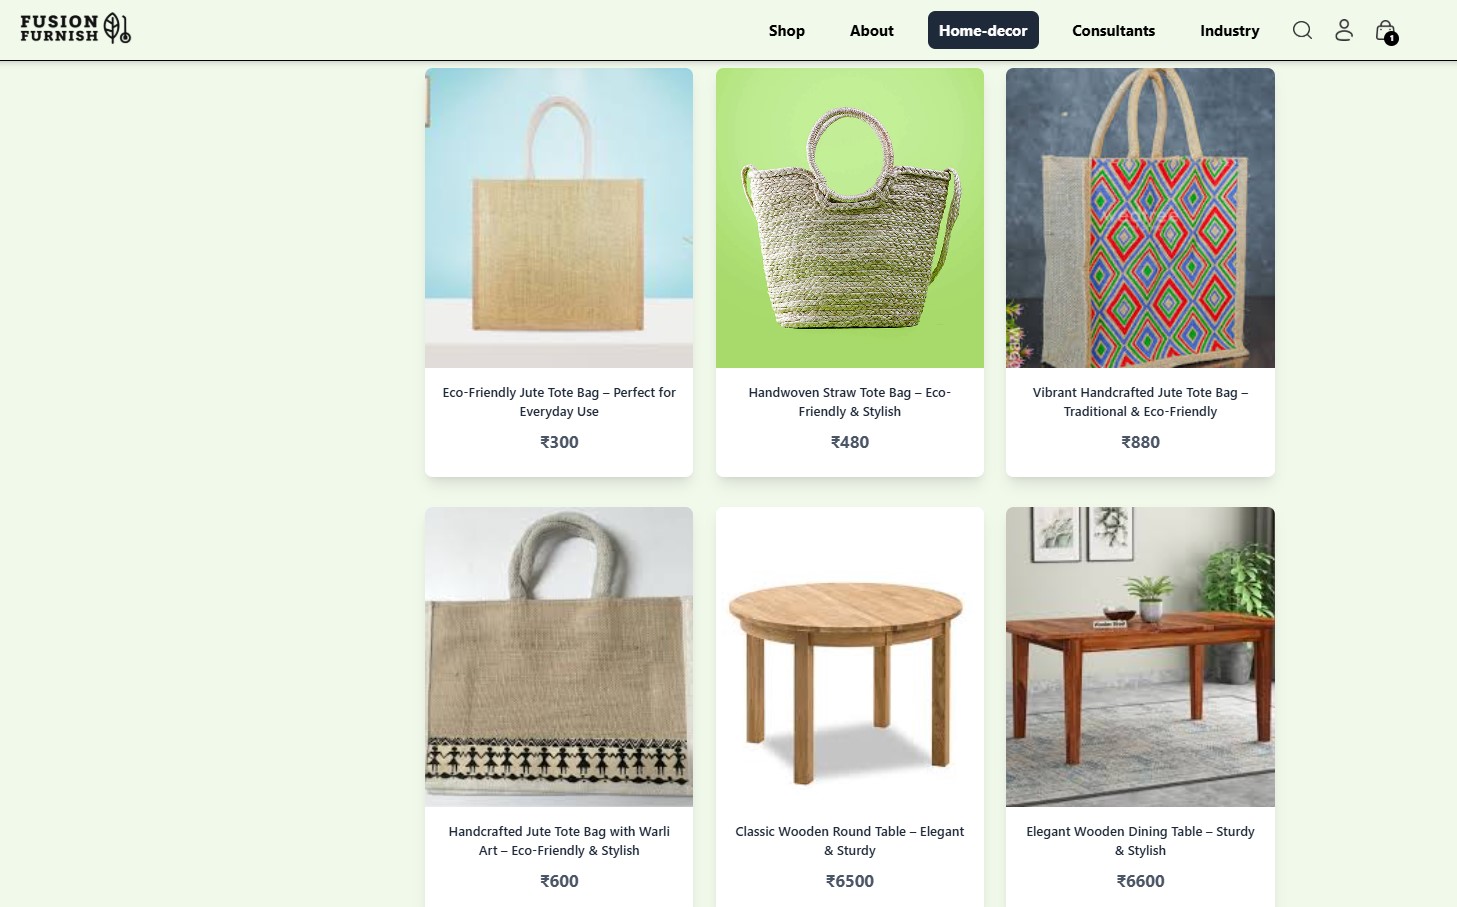 FUSION
FURNISH
Shop
About
Home-decor
Consultants
Industry
1
Eco-Friendly Jute Tote Bag – Perfect for
Everyday Use
₹300
Handwoven Straw Tote Bag – Eco-
Friendly & Stylish
₹480
Vibrant Handcrafted Jute Tote Bag –
Traditional & Eco-Friendly
₹880
Handcrafted Jute Tote Bag with Warli
Art – Eco-Friendly & Stylish
₹600
Classic Wooden Round Table – Elegant
& Sturdy
₹6500
Elegant Wooden Dining Table – Sturdy
& Stylish
₹6600